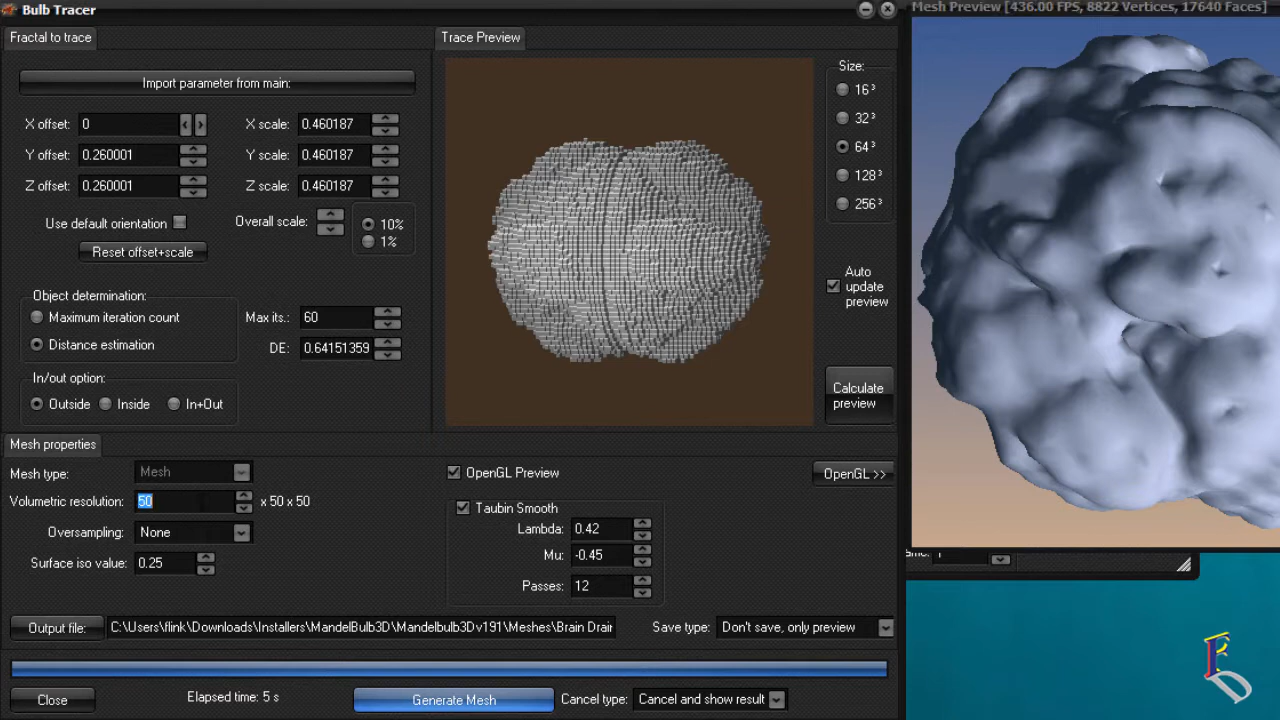 Bulb Tracer
Mesh Preview [436.00 FPS, 8822 Vertices, 17640 Faces]
Fractal to trace
Trace Preview
Import parameter from main:
X offset: 0
X scale: 0.460187
Y offset: 0.260001
Y scale: 0.460187
Z offset: 0.260001
Z scale: 0.460187
Use default orientation
Overall scale:
10%
1%
Reset offset+scale
Object determination:
Maximum iteration count
Distance estimation
Max its.: 60
DE: 0.64151359
In/out option:
Outside Inside In+Out
Size:
16³
32³
64³
128³
256³
Auto
update
preview
Calculate
preview
Mesh properties
Mesh type: Mesh
Volumetric resolution: 50 x 50 x 50
Oversampling: None
Surface iso value: 0.25
OpenGL Preview
OpenGL >>
Taubin Smooth
Lambda: 0.42
Mu: -0.45
Passes: 12
Output file: C:\Users\flink\Downloads\Installers\MandelBulb3D\Mandelbulb3Dv191\Meshes\Brain Drair
Save type: Don't save, only preview
Close
Elapsed time: 5 s
Generate Mesh
Cancel type: Cancel and show result